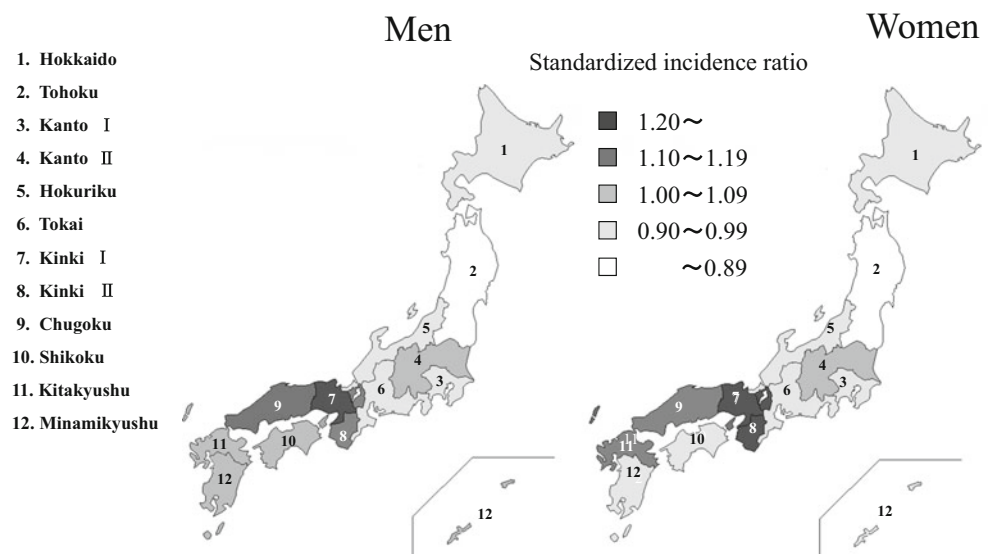 Men
Women
1. Hokkaido
2. Tohoku
3. Kanto Ⅰ
4. Kanto Ⅱ
5. Hokuriku
6. Tokai
7. Kinki Ⅰ
8. Kinki Ⅱ
9. Chugoku
10. Shikoku
11. Kitakyushu
12. Minamikyushu
Standardized incidence ratio
1.20〜
1.10〜1.19
1.00〜1.09
0.90〜0.99
〜0.89
1
2
5
4
3
6
7
9
8
10
11
12
12
1
2
5
4
3
6
7
9
8
10
11
12
12